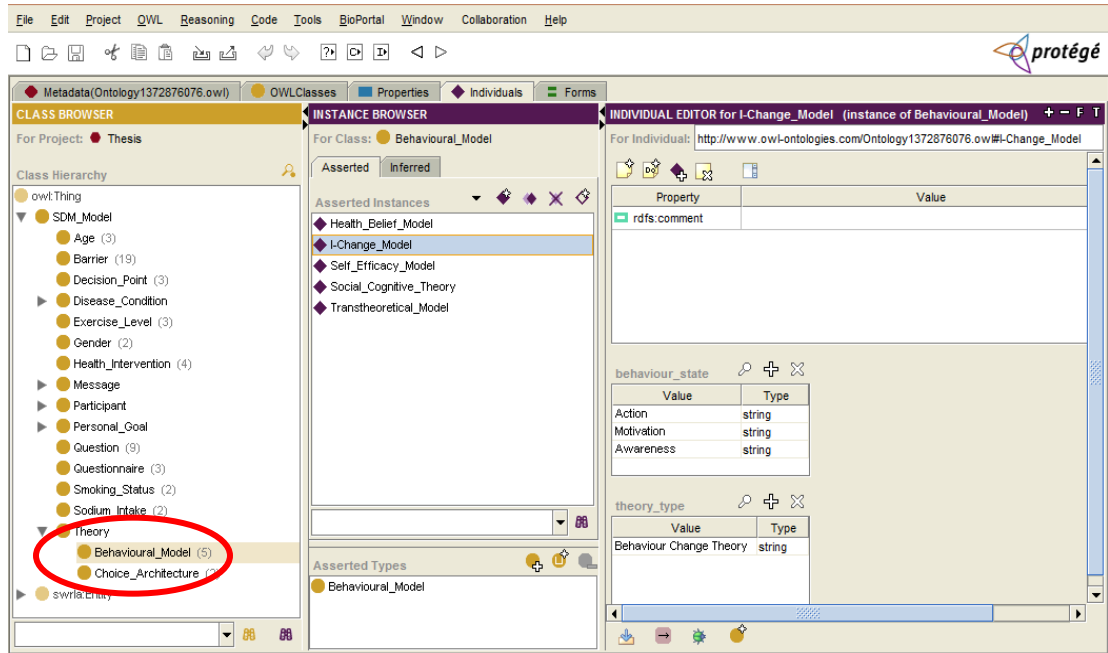 File Edit Project OWL Reasoning Code Tools BioPortal Window Collaboration Help
protégé
Metadata(Ontology1372876076.owl) OWLClasses Properties Individuals Forms
CLASS BROWSER
For Project: Thesis
Class Hierarchy
owl:Thing
SDM_Model
Age (3)
Barrier (19)
Decision_Point (3)
Disease_Condition
Exercise_Level (3)
Gender (2)
Health_Intervention (4)
Message
Participant
Personal_Goal
Question (9)
Questionnaire (3)
Smoking_Status (2)
Sodium_Intake (2)
Theory
Behavioural_Model (5)
Choice_Architecture
swrla:Entity
INSTANCE BROWSER
For Class: Behavioural_Model
Asserted Inferred
Asserted Instances
Health_Belief_Model
I-Change_Model
Self_Efficacy_Model
Social_Cognitive_Theory
Transtheoretical_Model
Asserted Types
Behavioural_Model
INDIVIDUAL EDITOR for I-Change_Model (instance of Behavioural_Model) + − F T
For Individual: http://www.owl-ontologies.com/Ontology1372876076.owl#I-Change_Model
Property Value
rdfs:comment
behaviour_state
Value Type
Action string
Motivation string
Awareness string
theory_type
Value Type
Behaviour Change Theory string